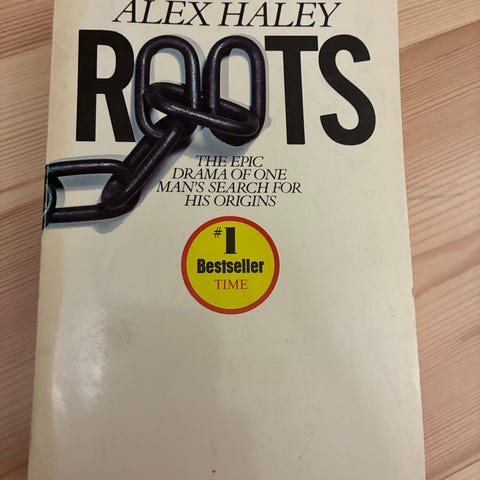 ALEX HALEY
ROOTS
THE EPIC
DRAMA OF ONE
MAN'S SEARCH FOR
HIS ORIGINS
#1
Bestseller
TIME